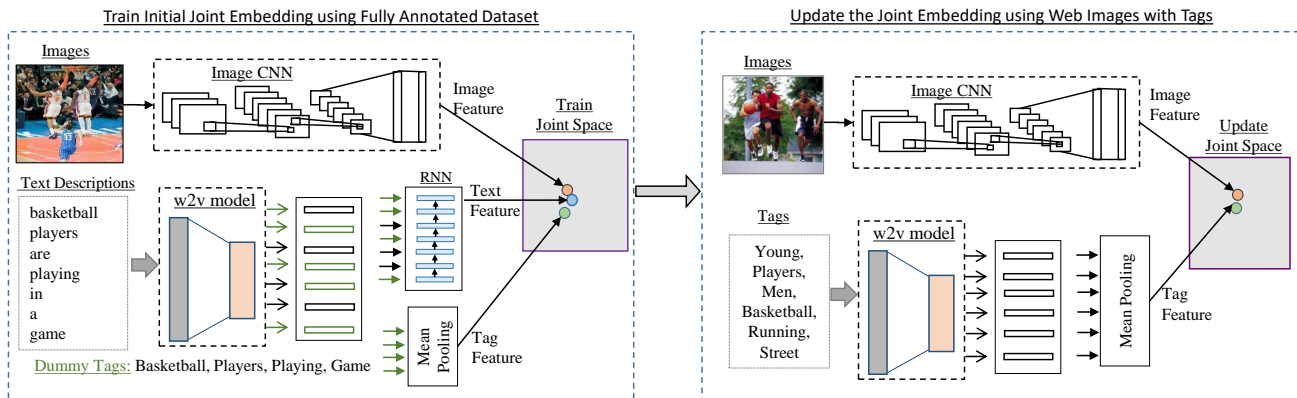 Train Initial Joint Embedding using Fully Annotated Dataset
Images
Image CNN
Image
Feature
Train
Joint Space
Text Descriptions
basketball
players
are
playing
in
a
game
w2v model
RNN
Text
Feature
Mean
Pooling
Tag
Feature
Dummy Tags: Basketball, Players, Playing, Game
Update the Joint Embedding using Web Images with Tags
Images
Image CNN
Image
Feature
Update
Joint Space
Tags
Young,
Players,
Men,
Basketball,
Running,
Street
w2v model
Mean Pooling
Tag
Feature